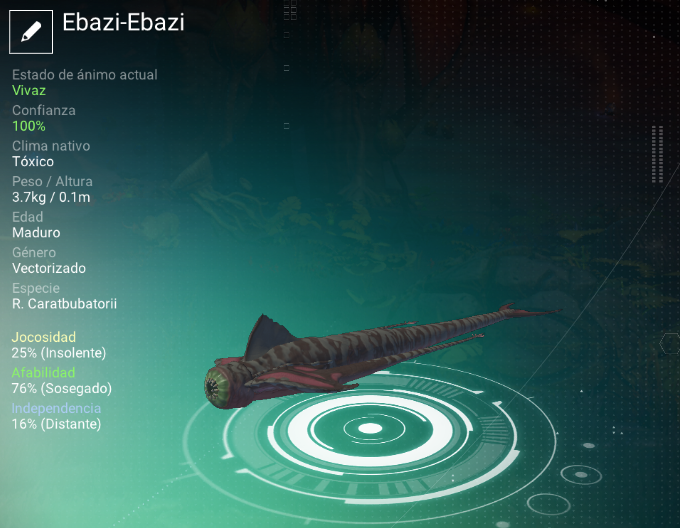 Ebazi-Ebazi
Estado de ánimo actual
Vivaz
Confianza
100%
Clima nativo
Tóxico
Peso / Altura
3.7kg / 0.1m
Edad
Maduro
Género
Vectorizado
Especie
R. Caratbubatorii
Jocosidad
25% (Insolente)
Afabilidad
76% (Sosegado)
Independencia
16% (Distante)